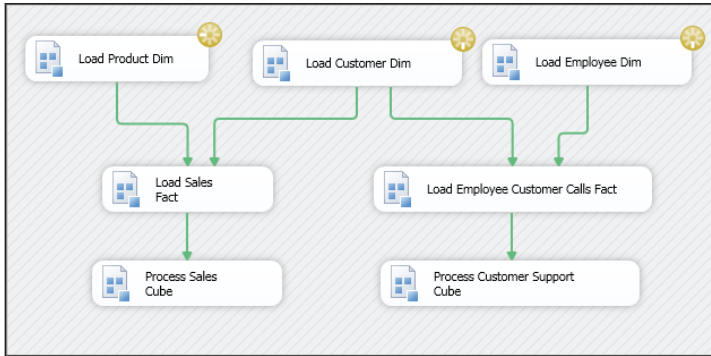 Load Product Dim
Load Customer Dim
Load Employee Dim
Load Sales
Fact
Load Employee Customer Calls Fact
Process Sales
Cube
Process Customer Support
Cube